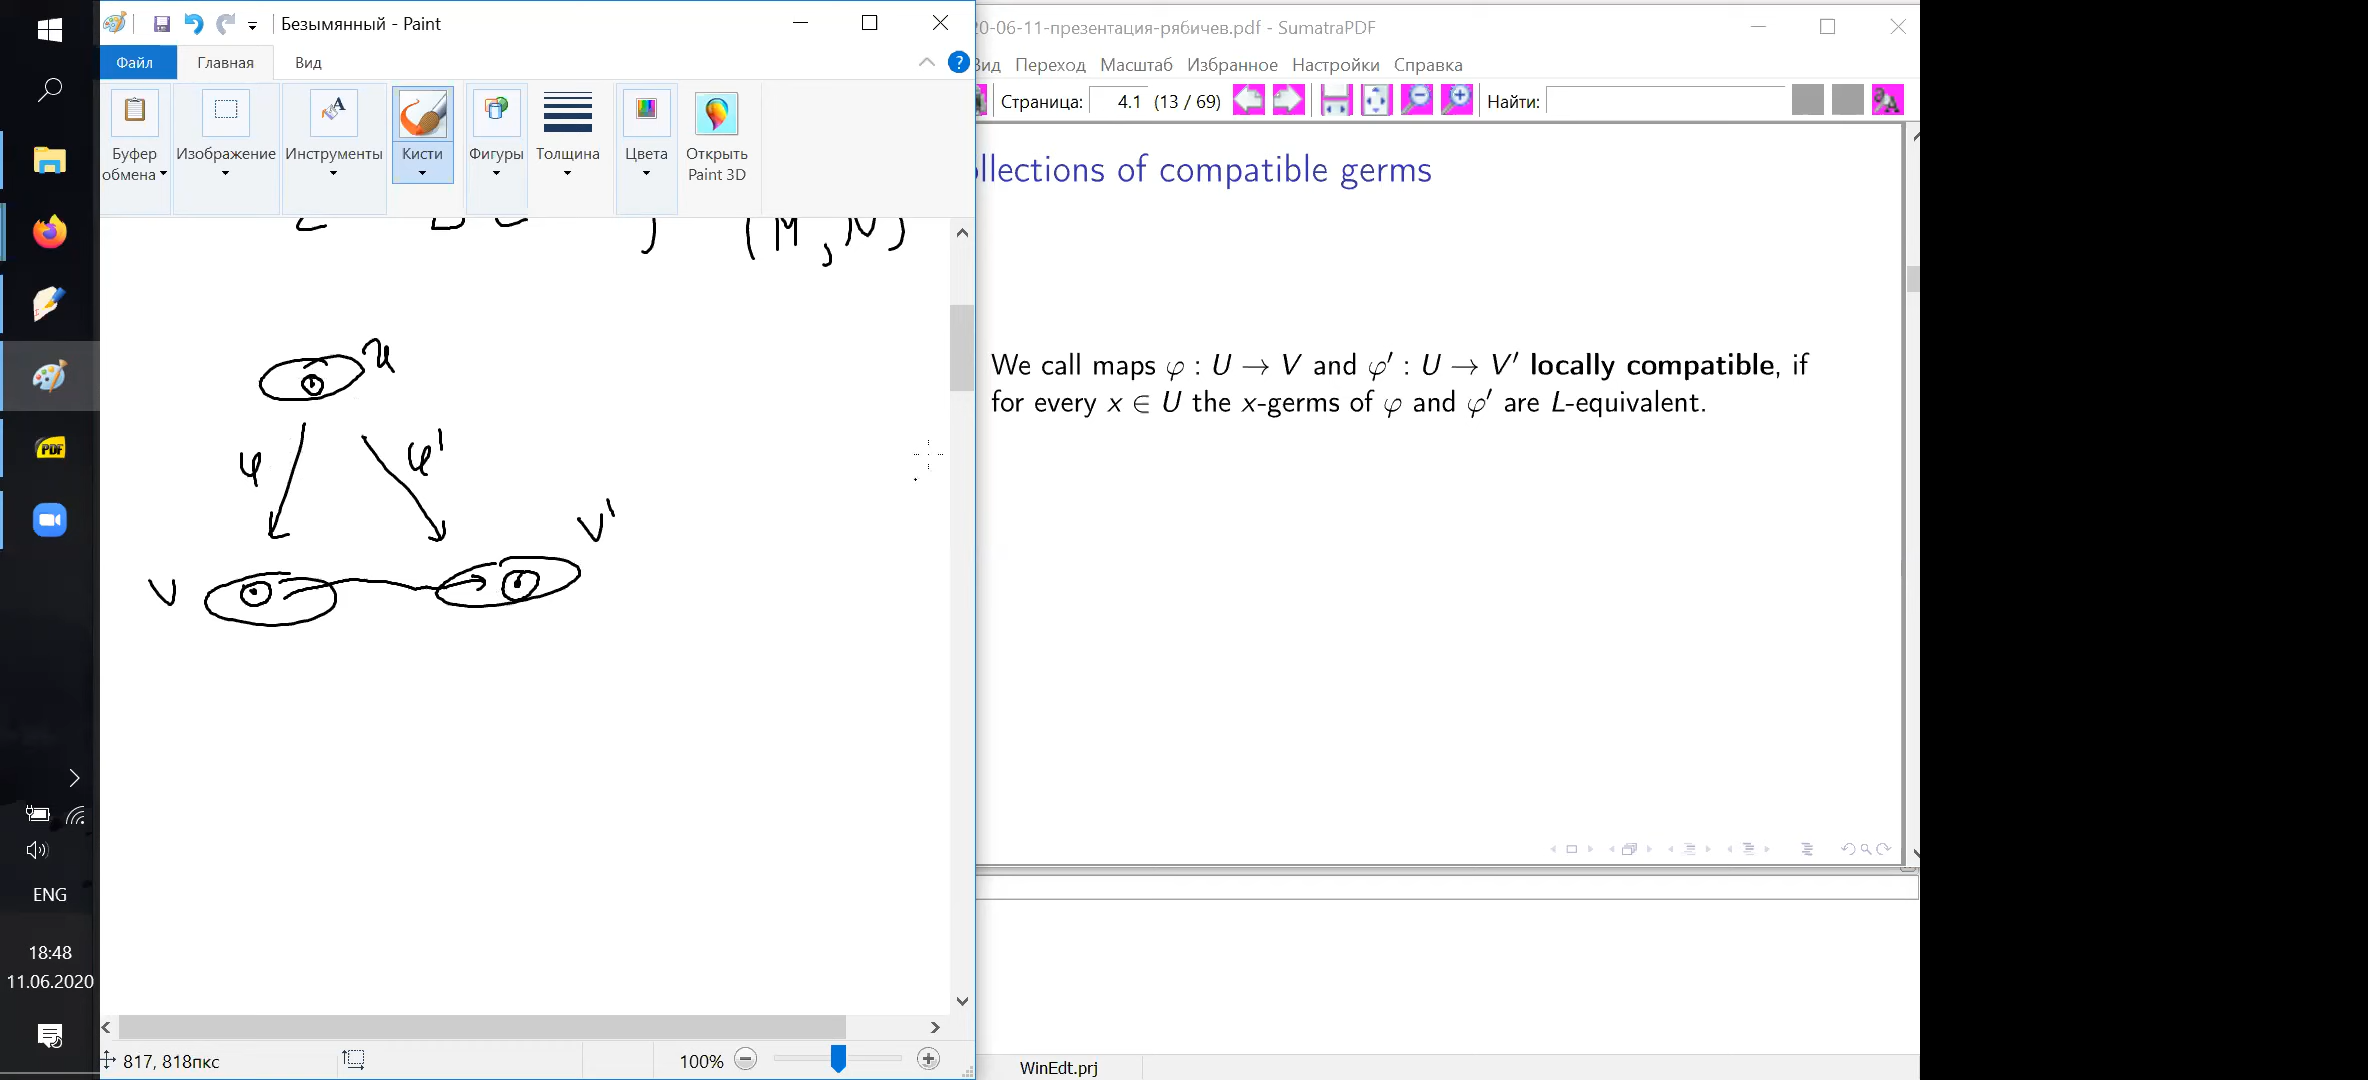 Безымянный - Paint
Файл Главная Вид
Буфер обмена
Изображение
Инструменты
Кисти
Фигуры
Толщина
Цвета
Открыть Paint 3D
(M, N)
U
φ φ'
V'
V
817, 818пкс
100%
ENG
18:48
11.06.2020
20-06-11-презентация-рябичев.pdf - SumatraPDF
Вид Переход Масштаб Избранное Настройки Справка
Страница: 4.1 (13 / 69) Найти:
ollections of compatible germs
We call maps φ : U → V and φ′ : U → V′ locally compatible, if
for every x ∈ U the x-germs of φ and φ′ are L-equivalent.
WinEdt.prj
PDF